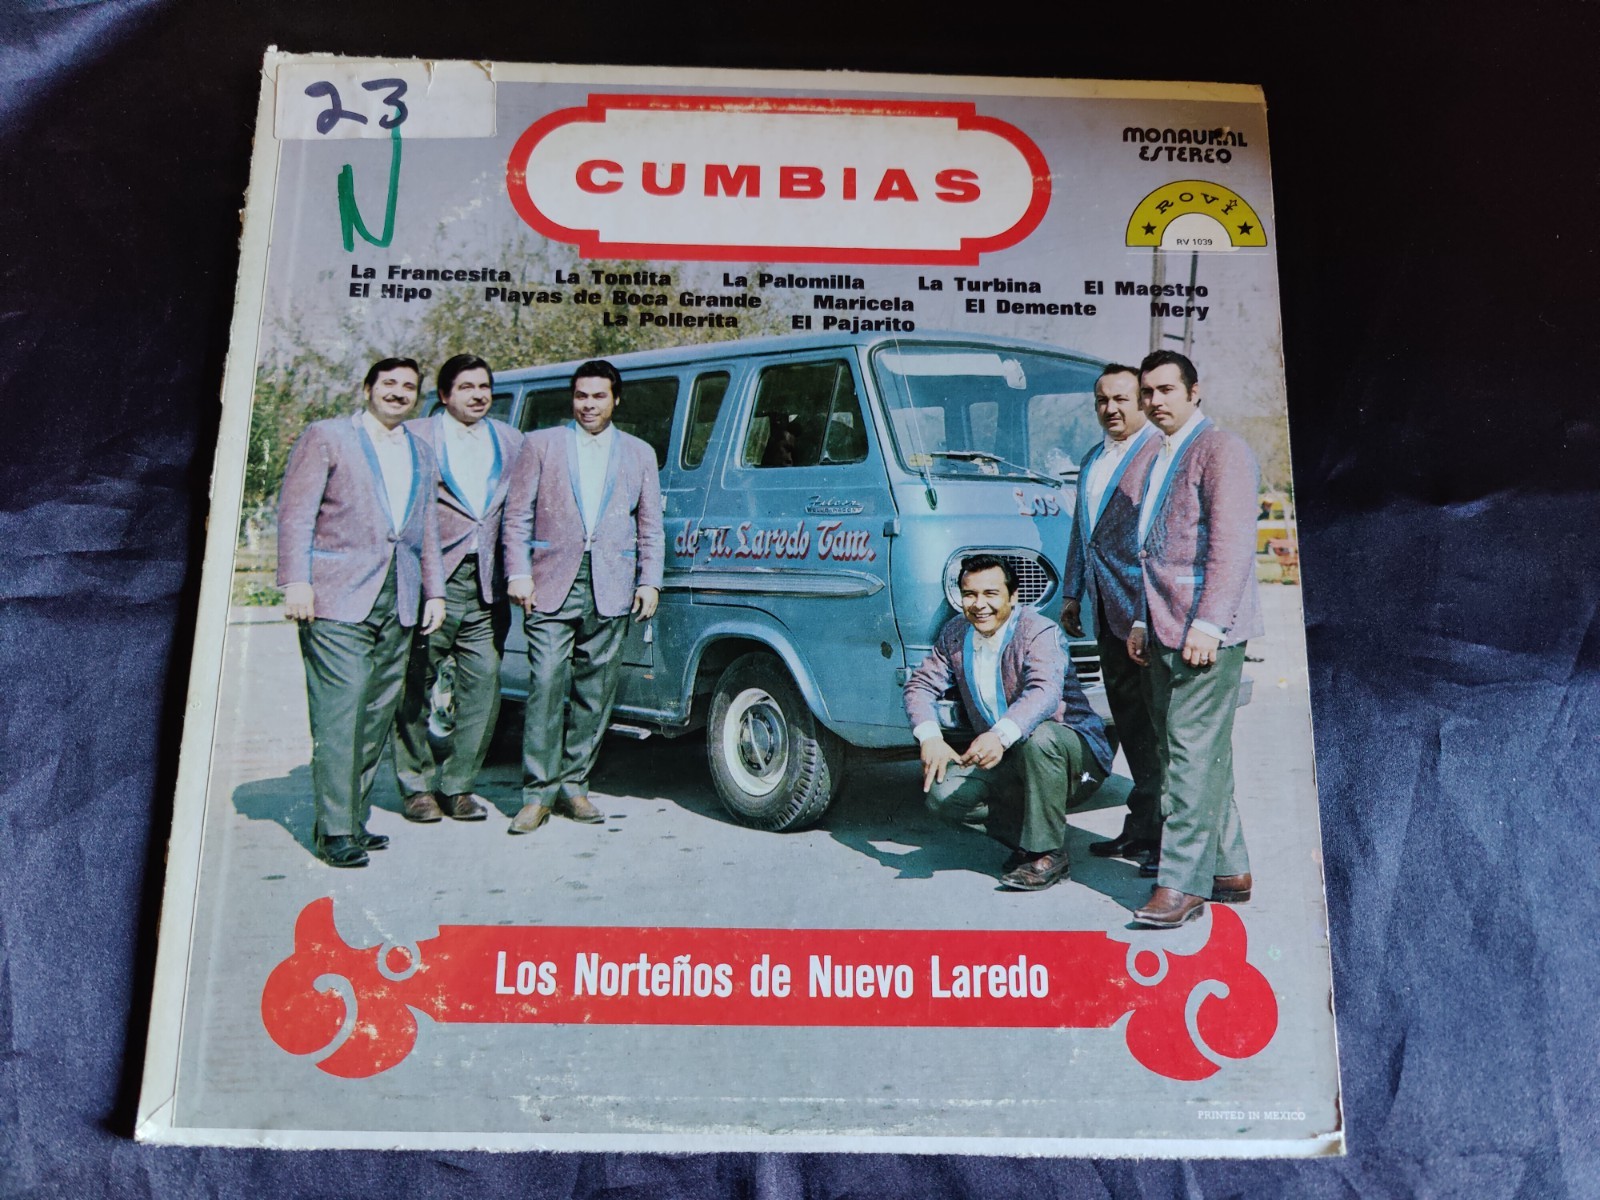 23
N
CUMBIAS
MONAURAL
ESTEREO
ROVI
RV 1039
La Francesita La Tontita La Palomilla La Turbina El Maestro
El Hipo Playas de Boca Grande Maricela El Demente Mery
La Pollerita El Pajarito
Falcon
Los
de N. Laredo Tam.
Los Norteños de Nuevo Laredo
PRINTED IN MEXICO